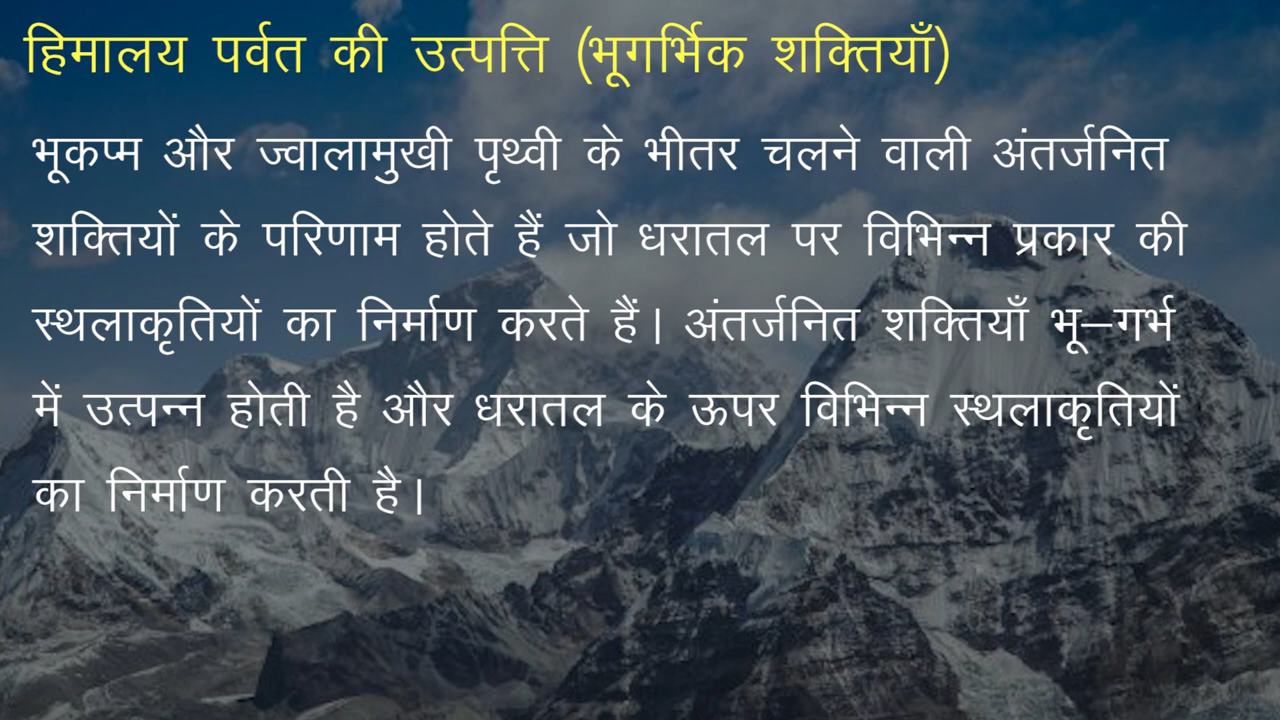 हिमालय पर्वत की उत्पत्ति (भूगर्भिक शक्तियाँ)
भूकप्म और ज्वालामुखी पृथ्वी के भीतर चलने वाली अंतर्जनित
शक्तियों के परिणाम होते हैं जो धरातल पर विभिन्न प्रकार की
स्थलाकृतियों का निर्माण करते हैं। अंतर्जनित शक्तियाँ भू–गर्भ
में उत्पन्न होती है और धरातल के ऊपर विभिन्न स्थलाकृतियों
का निर्माण करती है।